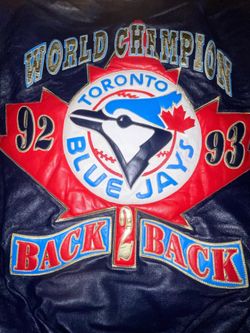 WORLD CHAMPION
TORONTO
92 93
BLUE JAYS
BACK 2 BACK